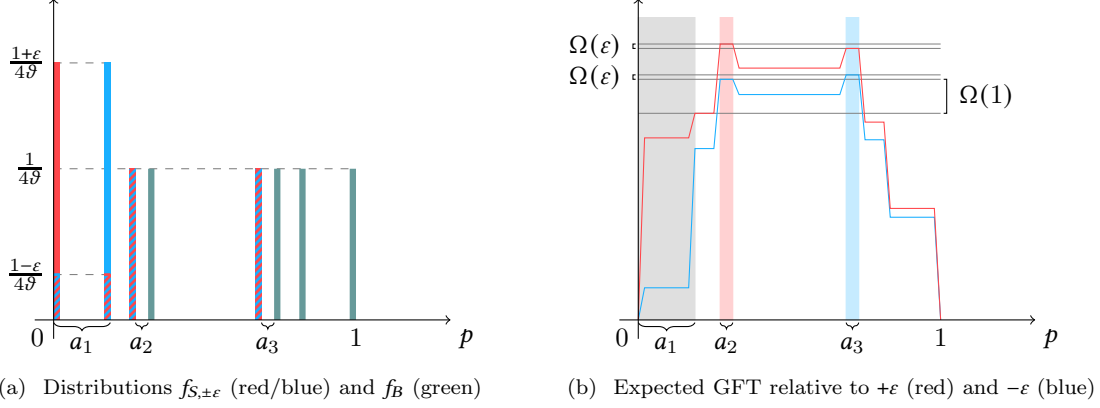 1+ε
4ϑ
1
4ϑ
1−ε
4ϑ
0
a₁
a₂
a₃
1
p
Ω(ε)
Ω(ε)
Ω(1)
0
a₁
a₂
a₃
1
p
(a) Distributions f_{S,±ε} (red/blue) and f_B (green)
(b) Expected GFT relative to +ε (red) and −ε (blue)